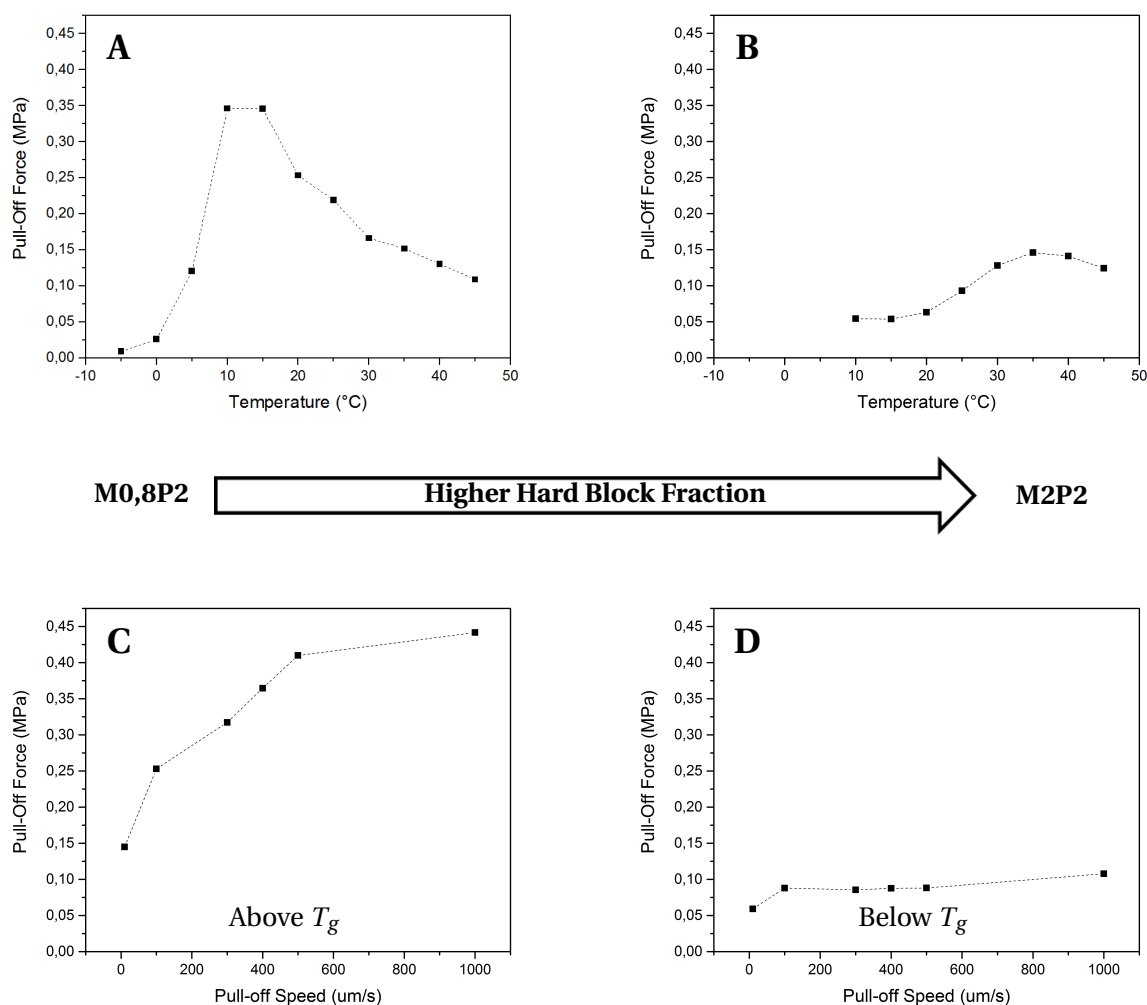 A
0,45
0,40
0,35
0,30
0,25
0,20
0,15
0,10
0,05
0,00
Pull-Off Force (MPa)
-10 0 10 20 30 40 50
Temperature (°C)
B
0,45
0,40
0,35
0,30
0,25
0,20
0,15
0,10
0,05
0,00
Pull-Off Force (MPa)
-10 0 10 20 30 40 50
Temperature (°C)
M0,8P2 Higher Hard Block Fraction M2P2
C
0,45
0,40
0,35
0,30
0,25
0,20
0,15
0,10
0,05
0,00
Pull-Off Force (MPa)
Above Tg
0 200 400 600 800 1000
Pull-off Speed (um/s)
D
0,45
0,40
0,35
0,30
0,25
0,20
0,15
0,10
0,05
0,00
Pull-Off Force (MPa)
Below Tg
0 200 400 600 800 1000
Pull-off Speed (um/s)